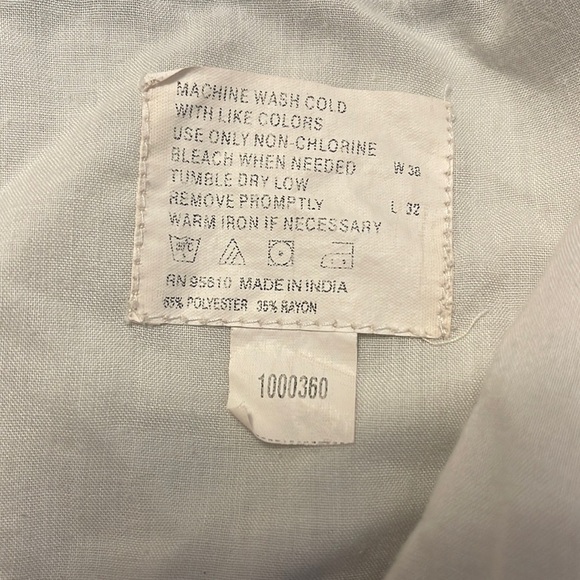 MACHINE WASH COLD
WITH LIKE COLORS
USE ONLY NON-CHLORINE
BLEACH WHEN NEEDED
TUMBLE DRY LOW
REMOVE PROMPTLY
WARM IRON IF NECESSARY
W 38
L 32
RN 95610 MADE IN INDIA
65% POLYESTER 35% RAYON
1000360